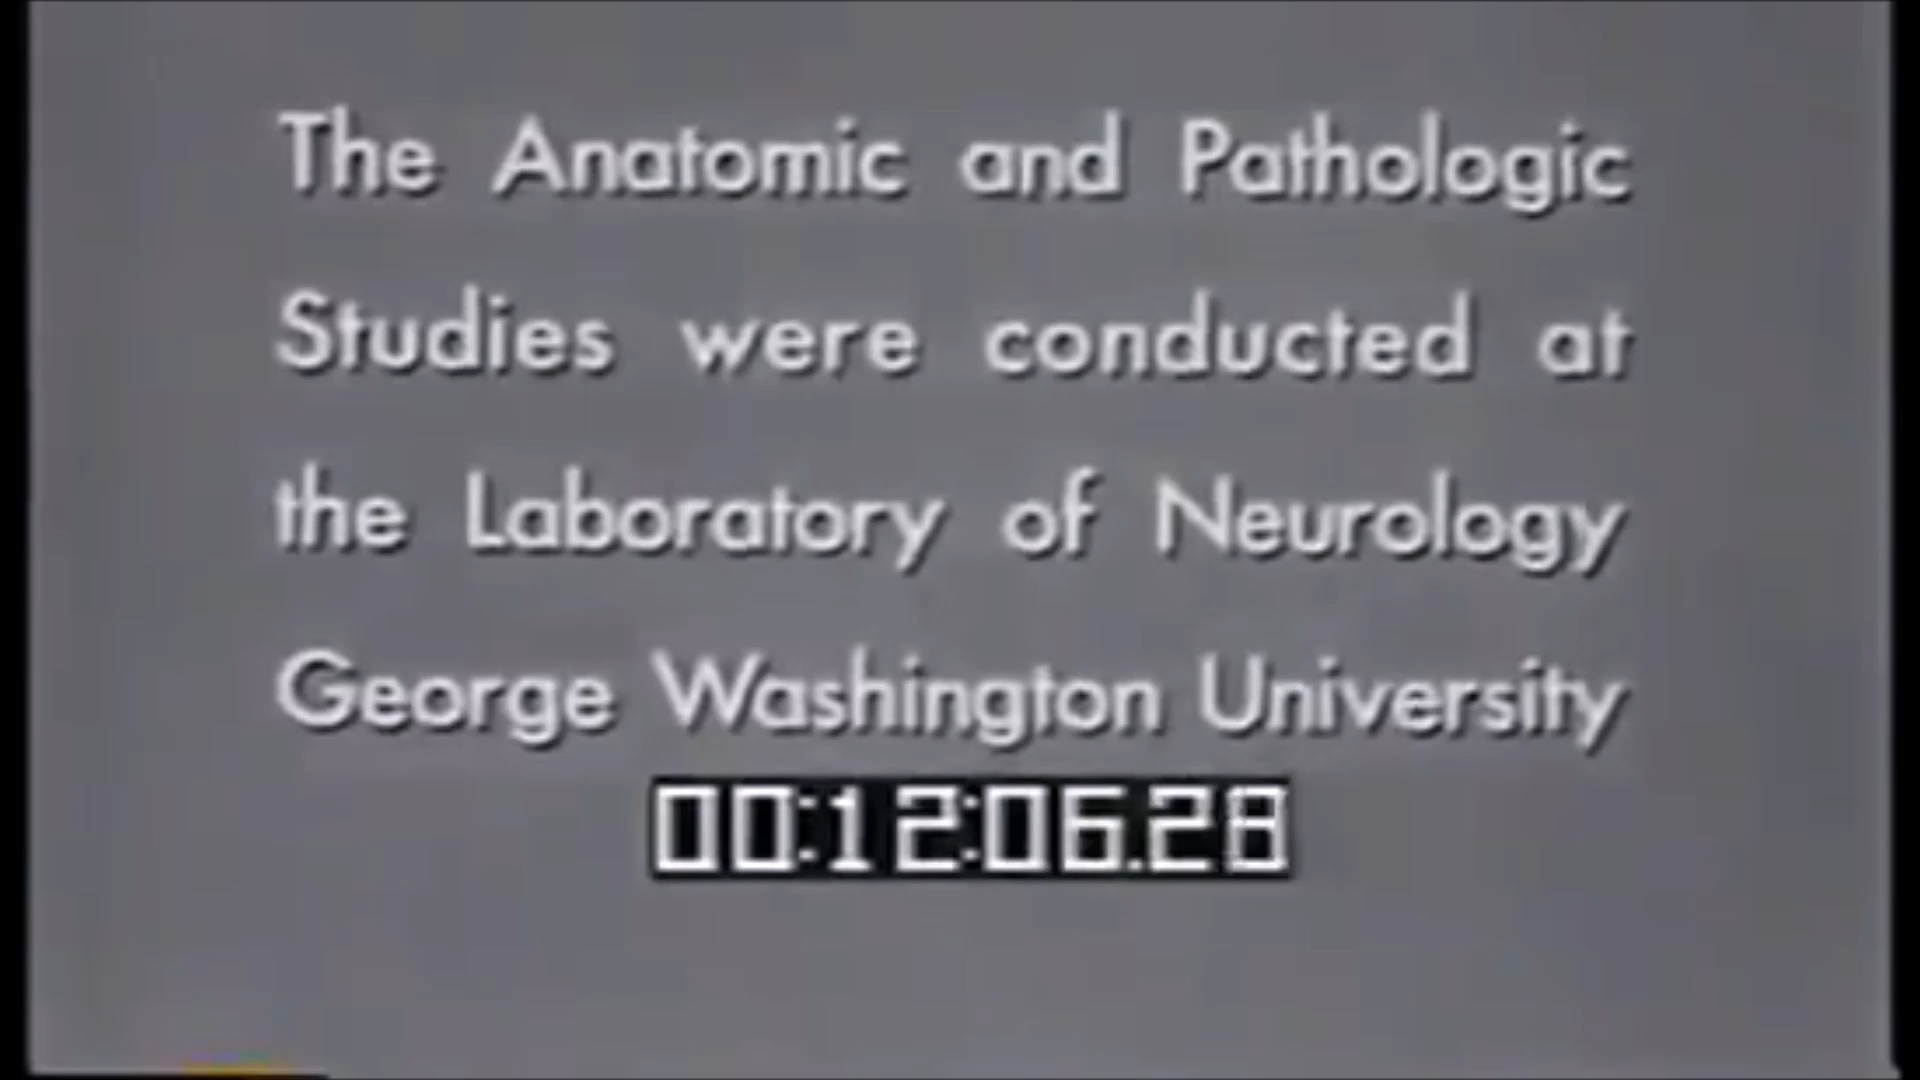 The Anatomic and Pathologic
Studies were conducted at
the Laboratory of Neurology
George Washington University
00:12:06.28